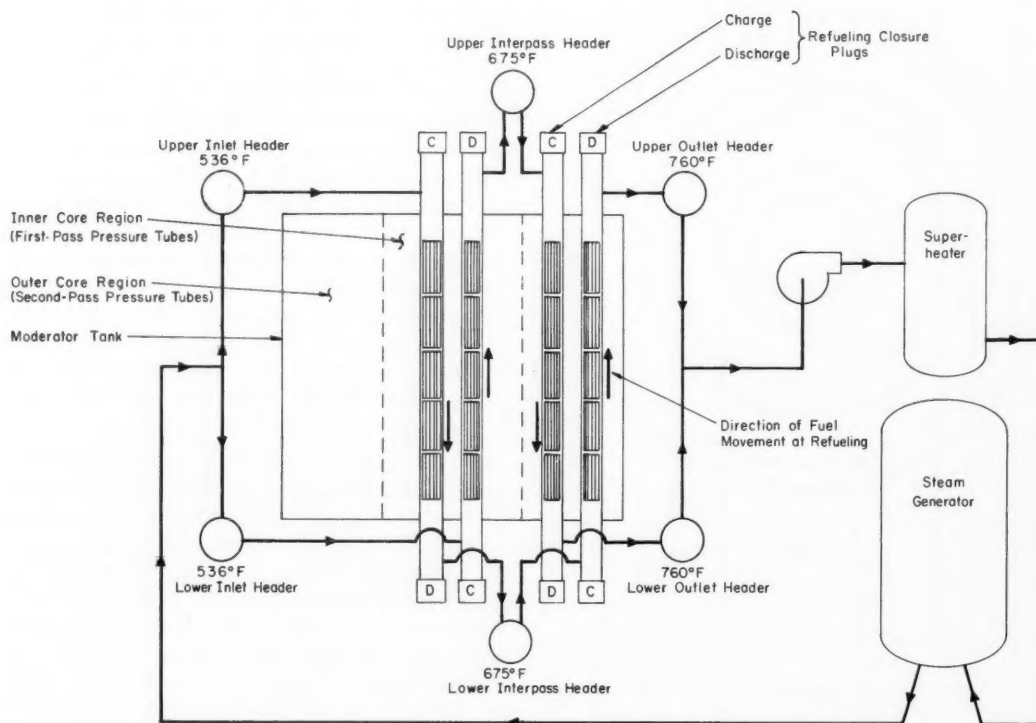 Charge
Discharge
Refueling Closure
Plugs
Upper Interpass Header
675°F
Upper Inlet Header
536°F
C
D
C
D
Upper Outlet Header
760°F
Inner Core Region
(First-Pass Pressure Tubes)
Outer Core Region
(Second-Pass Pressure Tubes)
Moderator Tank
Super-
heater
Direction of Fuel
Movement at Refueling
Steam
Generator
536°F
Lower Inlet Header
D
C
D
C
760°F
Lower Outlet Header
675°F
Lower Interpass Header